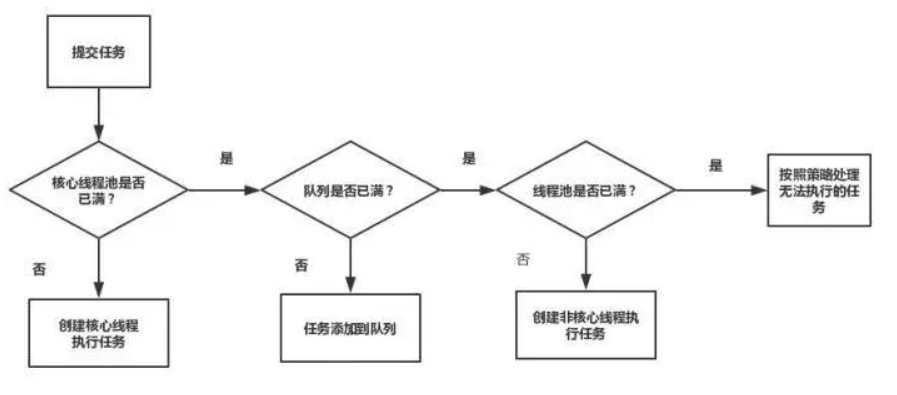 提交任务
核心线程池是否
已满？
是
队列是否已满？
是
线程池是否已满？
是
按照策略处理
无法执行的任
务
否
创建核心线程
执行任务
否
任务添加到队列
否
创建非核心线程执
行任务